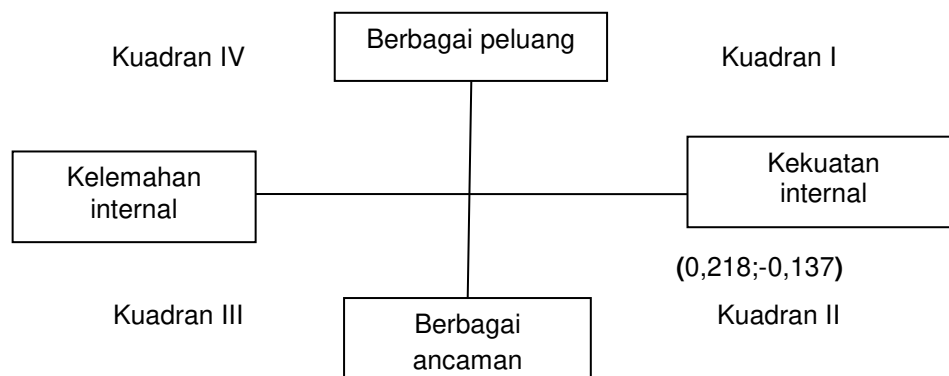 Berbagai peluang
Kuadran IV
Kuadran I
Kelemahan
internal
Kekuatan
internal
(0,218;-0,137)
Kuadran III
Kuadran II
Berbagai
ancaman